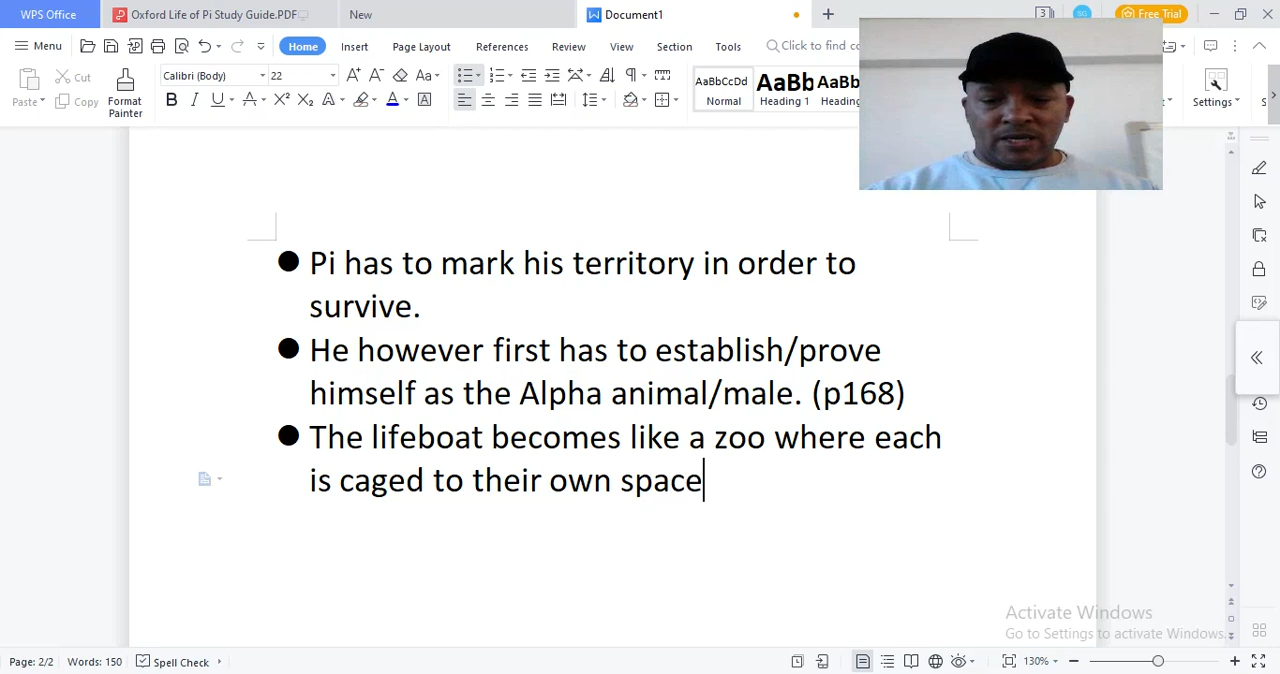 WPS Office
Oxford Life of Pi Study Guide.PDF
New
Document1
3
SG
Free Trial
Menu
Home
Insert
Page Layout
References
Review
View
Section
Tools
Click to find co
Paste
Cut
Copy
Format
Painter
Calibri (Body)
22
AaBbCcDd
Normal
AaBb
Heading 1
AaBb
Heading
Settings
Pi has to mark his territory in order to
survive.
He however first has to establish/prove
himself as the Alpha animal/male. (p168)
The lifeboat becomes like a zoo where each
is caged to their own space
Activate Windows
Go to Settings to activate Windows.
Page: 2/2
Words: 150
Spell Check
130%